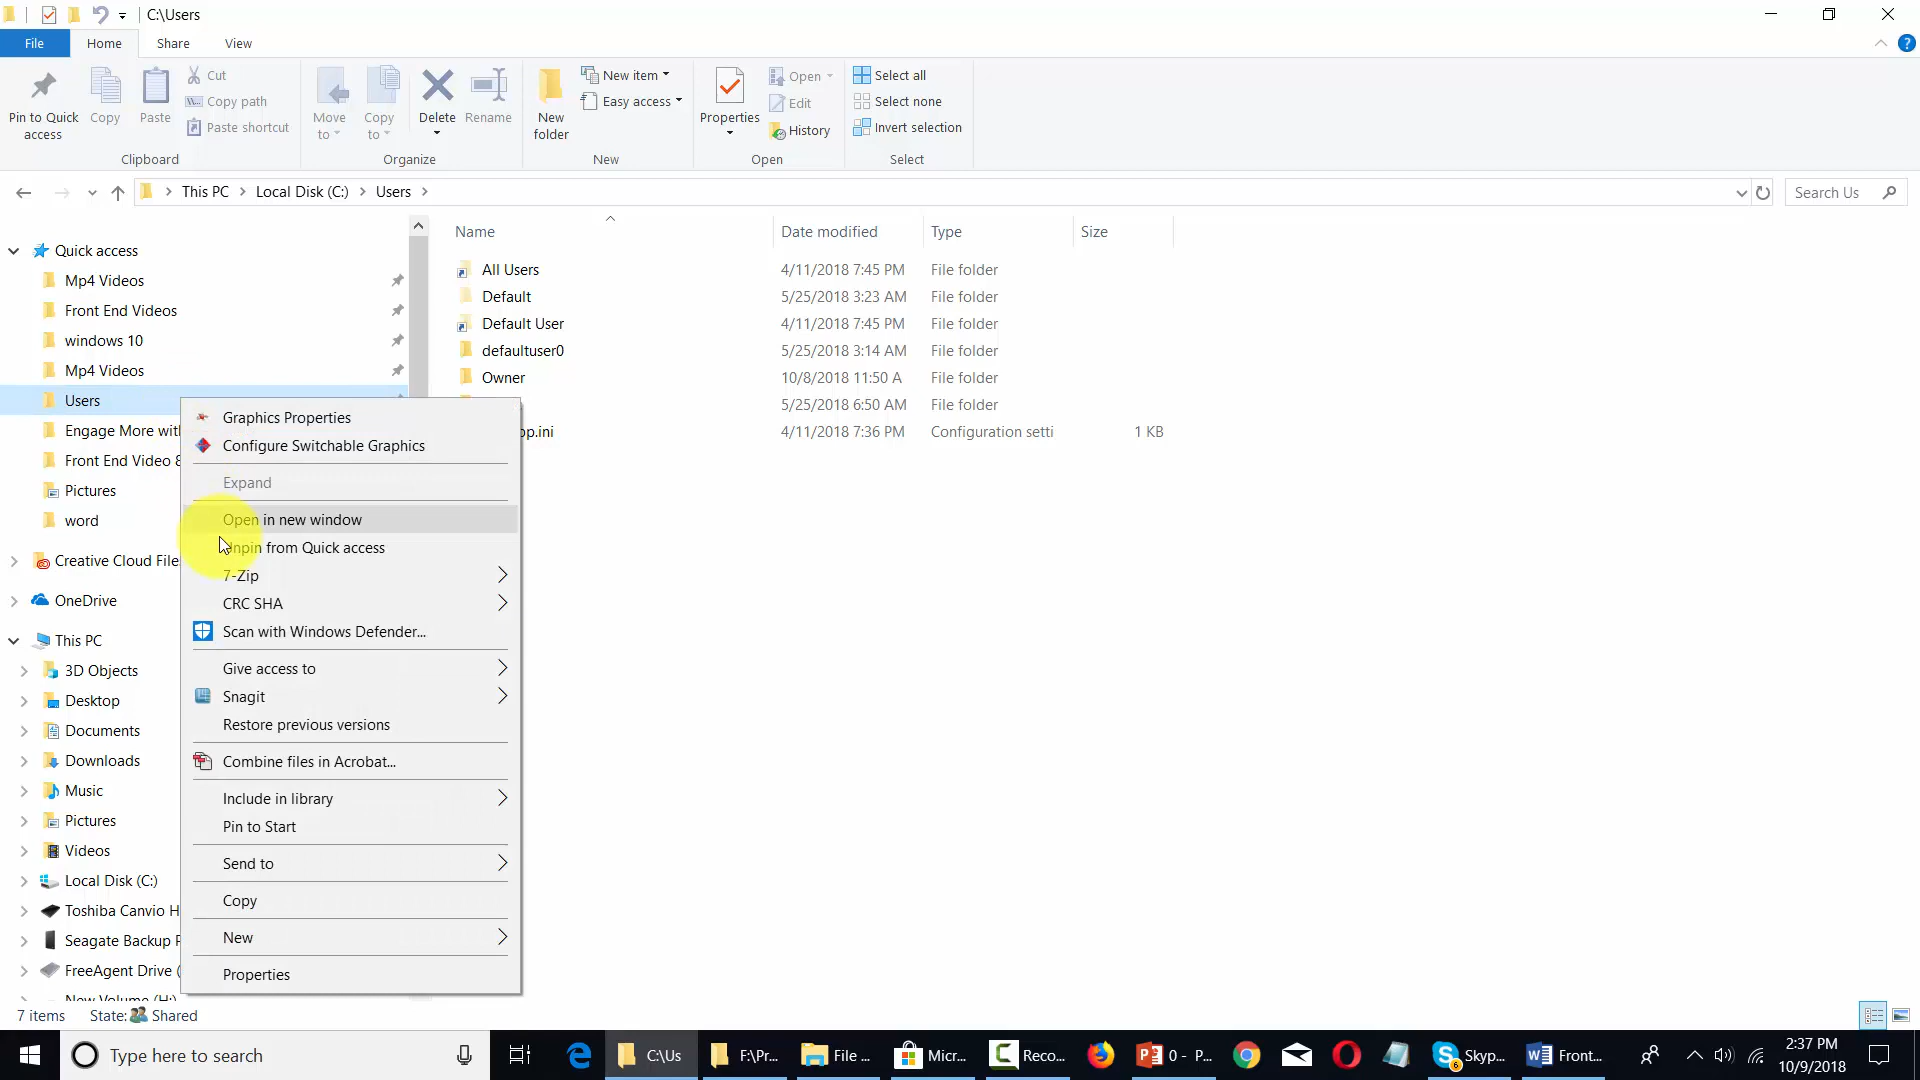 C:\Users
File
Home
Share
View
Pin to Quick access
Copy
Paste
Cut
Copy path
Paste shortcut
Clipboard
Move to
Copy to
Delete
Rename
Organize
New folder
New item
Easy access
New
Properties
Open
Edit
History
Open
Select all
Select none
Invert selection
Select
This PC
Local Disk (C:)
Users
Search Us
Name
Date modified
Type
Size
All Users 4/11/2018 7:45 PM File folder
Default 5/25/2018 3:23 AM File folder
Default User 4/11/2018 7:45 PM File folder
defaultuser0 5/25/2018 3:14 AM File folder
Owner 10/8/2018 11:50 A File folder
5/25/2018 6:50 AM File folder
op.ini 4/11/2018 7:36 PM Configuration setti 1 KB
Quick access
Mp4 Videos
Front End Videos
windows 10
Mp4 Videos
Users
Engage More wit
Front End Video 8
Pictures
word
Creative Cloud File
OneDrive
This PC
3D Objects
Desktop
Documents
Downloads
Music
Pictures
Videos
Local Disk (C:)
Toshiba Canvio H
Seagate Backup P
FreeAgent Drive (
New Volume (H:)
Graphics Properties
Configure Switchable Graphics
Expand
Open in new window
Unpin from Quick access
7-Zip
CRC SHA
Scan with Windows Defender...
Give access to
Snagit
Restore previous versions
Combine files in Acrobat...
Include in library
Pin to Start
Send to
Copy
New
Properties
7 items
State: Shared
Type here to search
C:\Us
F:\Pr...
File ...
Micr...
Reco...
0 - P...
Skyp...
6
Front...
2:37 PM
10/9/2018